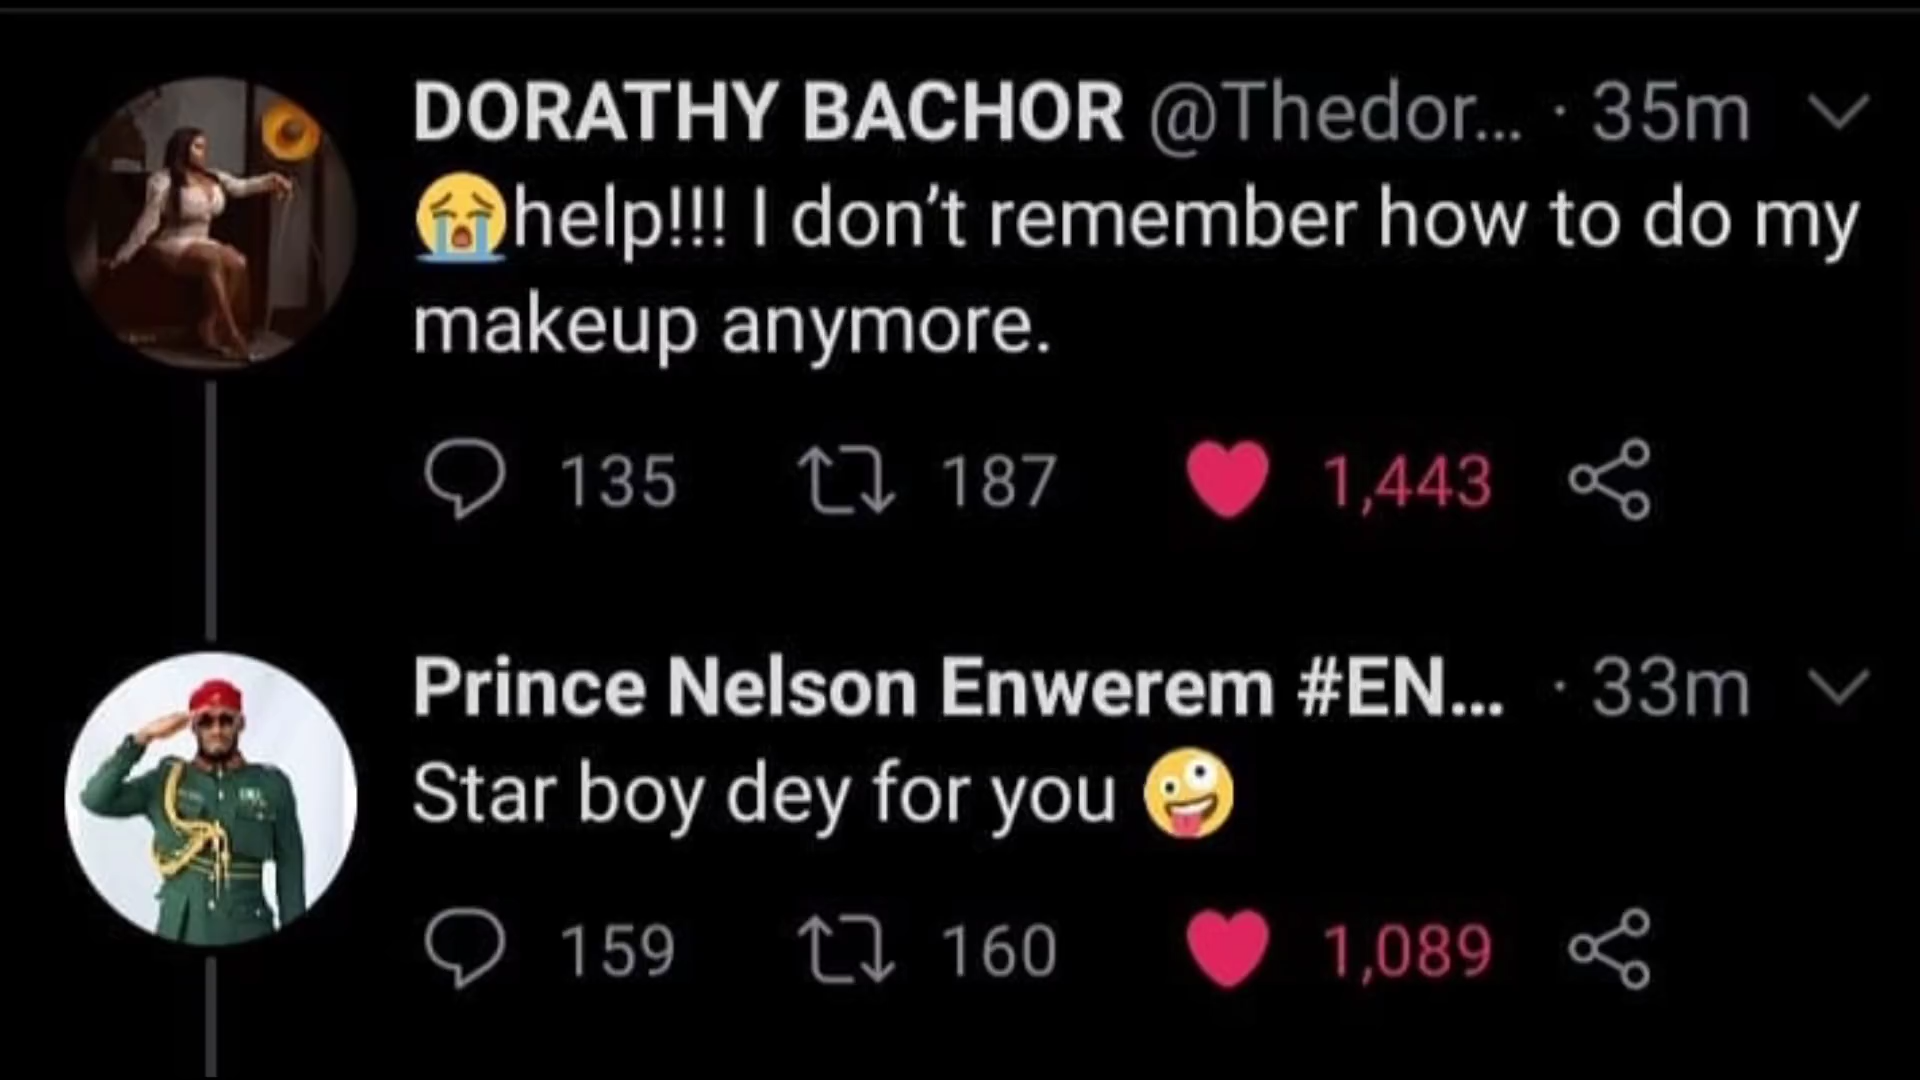 DORATHY BACHOR @Thedor... · 35m
😭help!!! I don’t remember how to do my
makeup anymore.
135 187 1,443
Prince Nelson Enwerem #EN... · 33m
Star boy dey for you 🤪
159 160 1,089